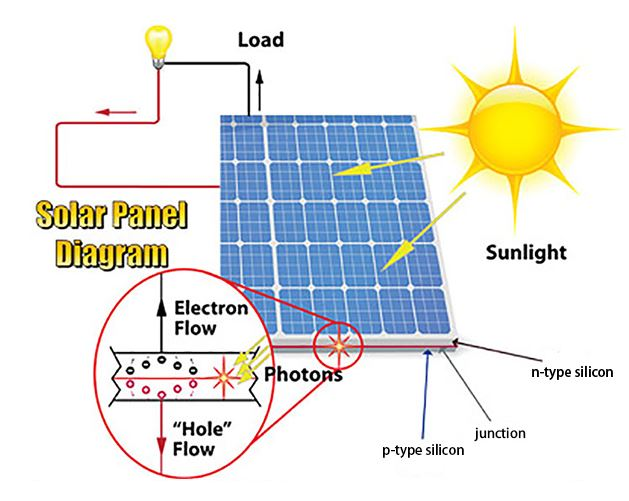 Load
Solar Panel
Diagram
Sunlight
Electron
Flow
Photons
"Hole"
Flow
n-type silicon
junction
p-type silicon